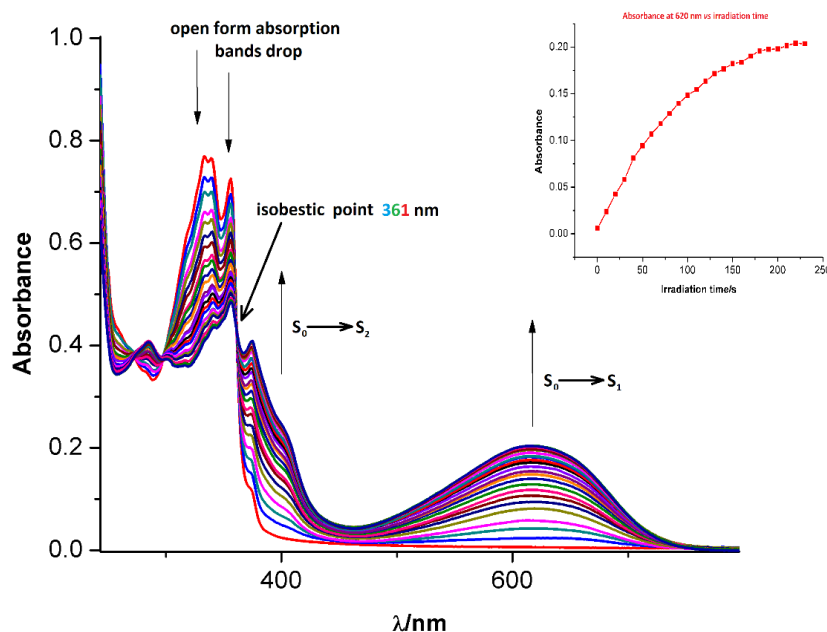 open form absorption
bands drop
isobestic point 361 nm
S0 S2
S0 S1
Absorbance
1.0
0.8
0.6
0.4
0.2
0.0
400
600
λ/nm
Absorbance at 620 nm vs irradiation time
Absorbance
0.20
0.15
0.10
0.05
0.00
0
50
100
150
200
250
Irradiation time/s